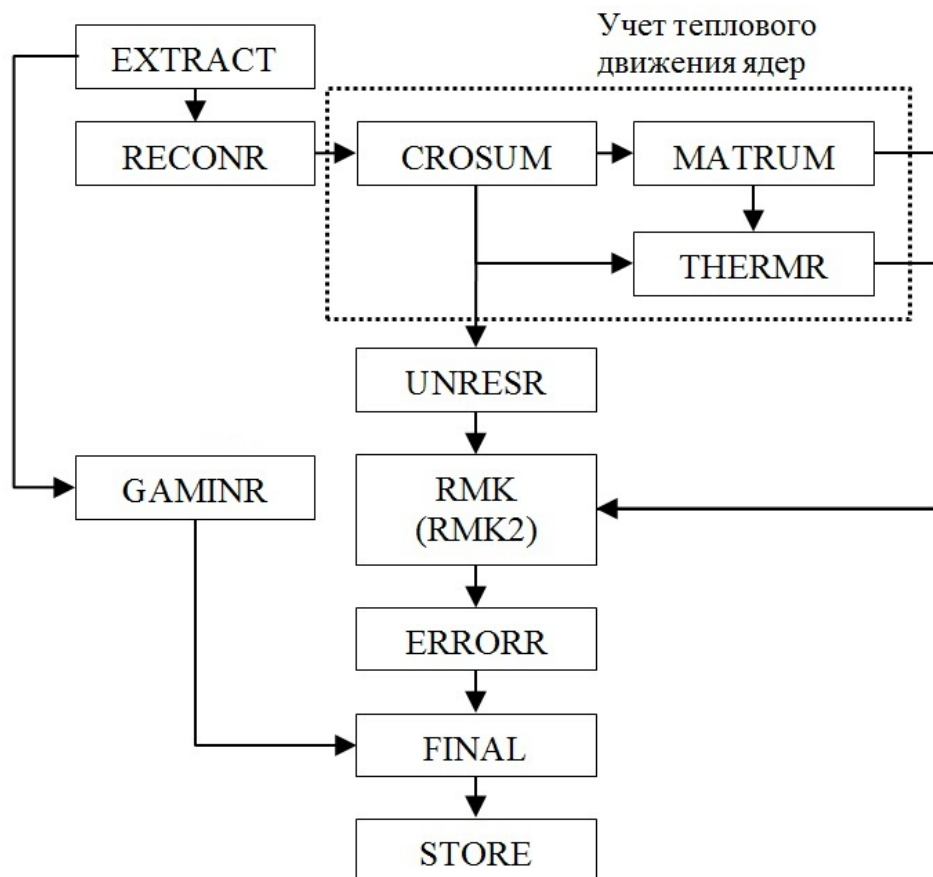 Учет теплового
движения ядер
EXTRACT
RECONR
CROSUM
MATRUM
THERMR
UNRESR
GAMINR
RMK
(RMK2)
ERRORR
FINAL
STORE